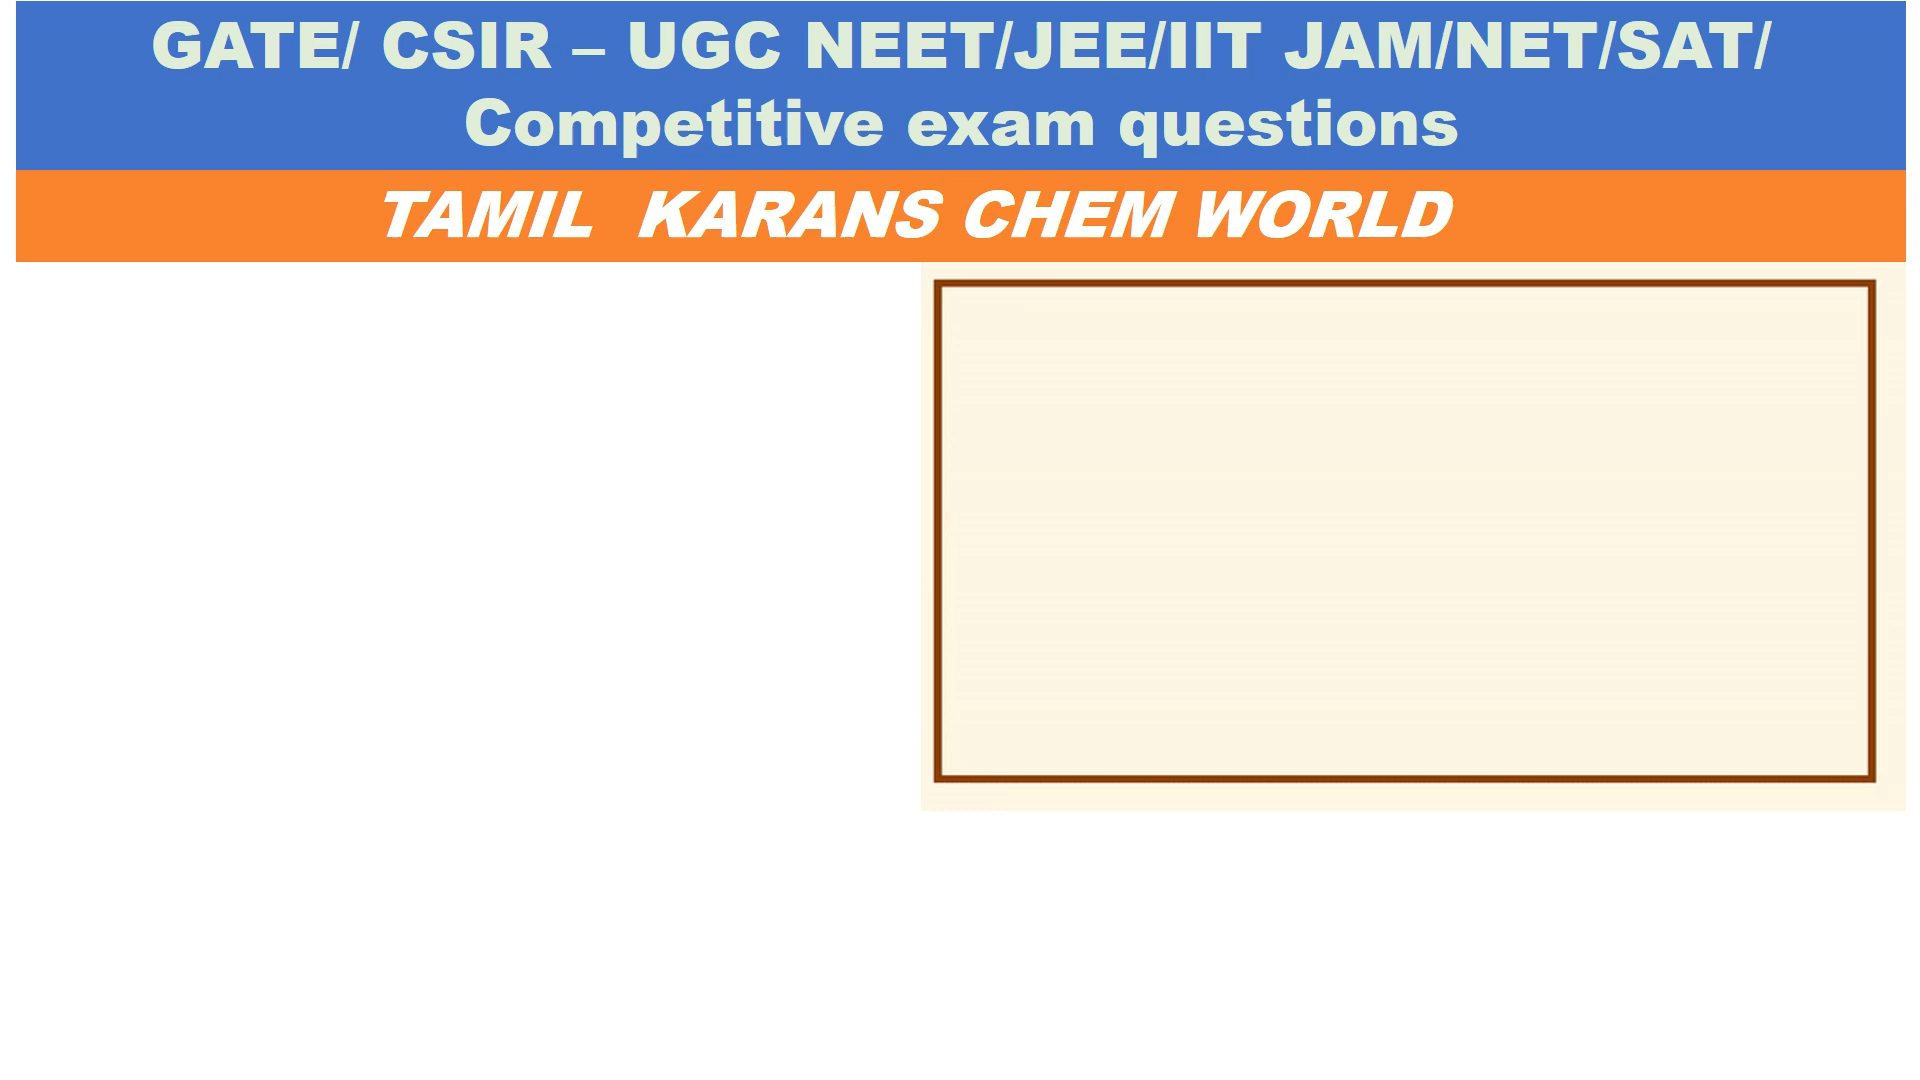 GATE/ CSIR – UGC NEET/JEE/IIT JAM/NET/SAT/
Competitive exam questions
TAMIL KARANS CHEM WORLD